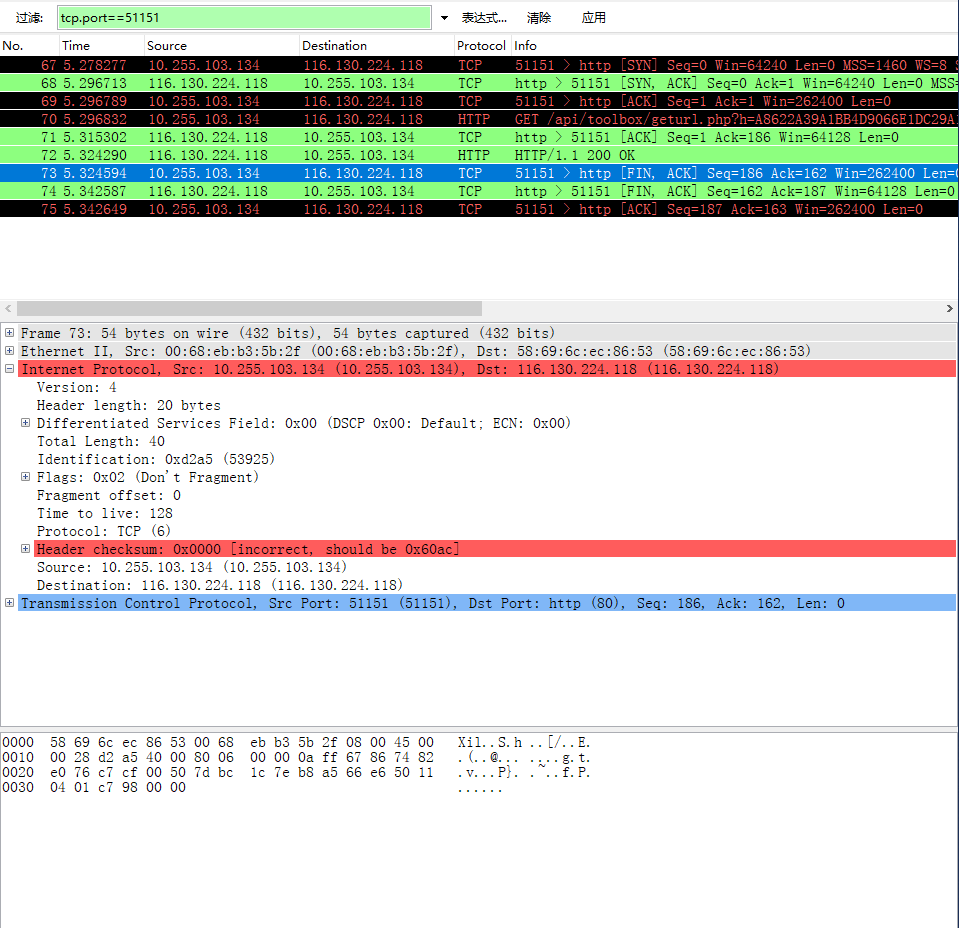 过滤: tcp.port==51151 表达式... 清除 应用
No. Time Source Destination Protocol Info
67 5.278277 10.255.103.134 116.130.224.118 TCP 51151 > http [SYN] Seq=0 Win=64240 Len=0 MSS=1460 WS=8 S
68 5.296713 116.130.224.118 10.255.103.134 TCP http > 51151 [SYN, ACK] Seq=0 Ack=1 Win=64240 Len=0 MSS=
69 5.296789 10.255.103.134 116.130.224.118 TCP 51151 > http [ACK] Seq=1 Ack=1 Win=262400 Len=0
70 5.296832 10.255.103.134 116.130.224.118 HTTP GET /api/toolbox/geturl.php?h=A8622A39A1BB4D9066E1DC29A1
71 5.315302 116.130.224.118 10.255.103.134 TCP http > 51151 [ACK] Seq=1 Ack=186 Win=64128 Len=0
72 5.324290 116.130.224.118 10.255.103.134 HTTP HTTP/1.1 200 OK
73 5.324594 10.255.103.134 116.130.224.118 TCP 51151 > http [FIN, ACK] Seq=186 Ack=162 Win=262400 Len=0
74 5.342587 116.130.224.118 10.255.103.134 TCP http > 51151 [FIN, ACK] Seq=162 Ack=187 Win=64128 Len=0
75 5.342649 10.255.103.134 116.130.224.118 TCP 51151 > http [ACK] Seq=187 Ack=163 Win=262400 Len=0
Frame 73: 54 bytes on wire (432 bits), 54 bytes captured (432 bits)
Ethernet II, Src: 00:68:eb:b3:5b:2f (00:68:eb:b3:5b:2f), Dst: 58:69:6c:ec:86:53 (58:69:6c:ec:86:53)
Internet Protocol, Src: 10.255.103.134 (10.255.103.134), Dst: 116.130.224.118 (116.130.224.118)
Version: 4
Header length: 20 bytes
Differentiated Services Field: 0x00 (DSCP 0x00: Default; ECN: 0x00)
Total Length: 40
Identification: 0xd2a5 (53925)
Flags: 0x02 (Don't Fragment)
Fragment offset: 0
Time to live: 128
Protocol: TCP (6)
Header checksum: 0x0000 [incorrect, should be 0x60ac]
Source: 10.255.103.134 (10.255.103.134)
Destination: 116.130.224.118 (116.130.224.118)
Transmission Control Protocol, Src Port: 51151 (51151), Dst Port: http (80), Seq: 186, Ack: 162, Len: 0
0000 58 69 6c ec 86 53 00 68 eb b3 5b 2f 08 00 45 00 Xil..S.h ..[/..E.
0010 00 28 d2 a5 40 00 80 06 00 00 0a ff 67 86 74 82 .(..@... ....g.t.
0020 e0 76 c7 cf 00 50 7d bc 1c 7e b8 a5 66 e6 50 11 .v...P}. .~..f.P.
0030 04 01 c7 98 00 00 ......